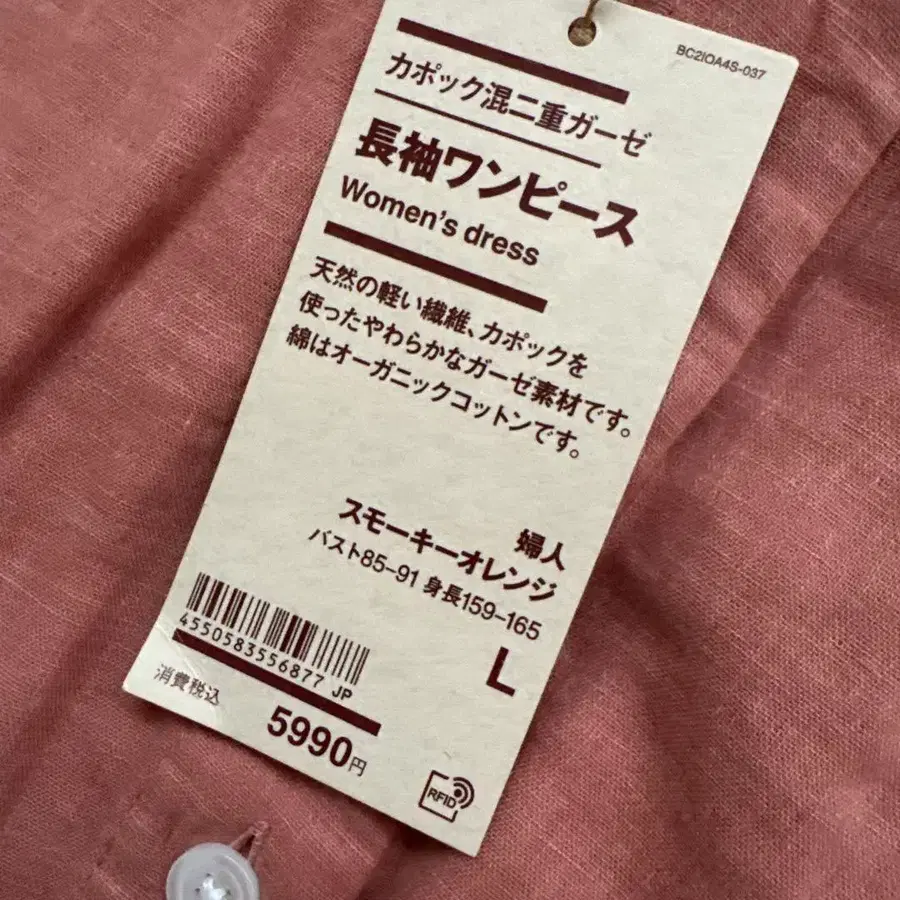 BC2IOA4S-037
カポック混二重ガーゼ
長袖ワンピース
Women's dress
天然の軽い繊維、カポックを
使ったやわらかなガーゼ素材です。
綿はオーガニックコットンです。
婦人
スモーキーオレンジ
バスト85–91 身長159–165
L
4550583556877 JP
消費税込
5990円
RFID